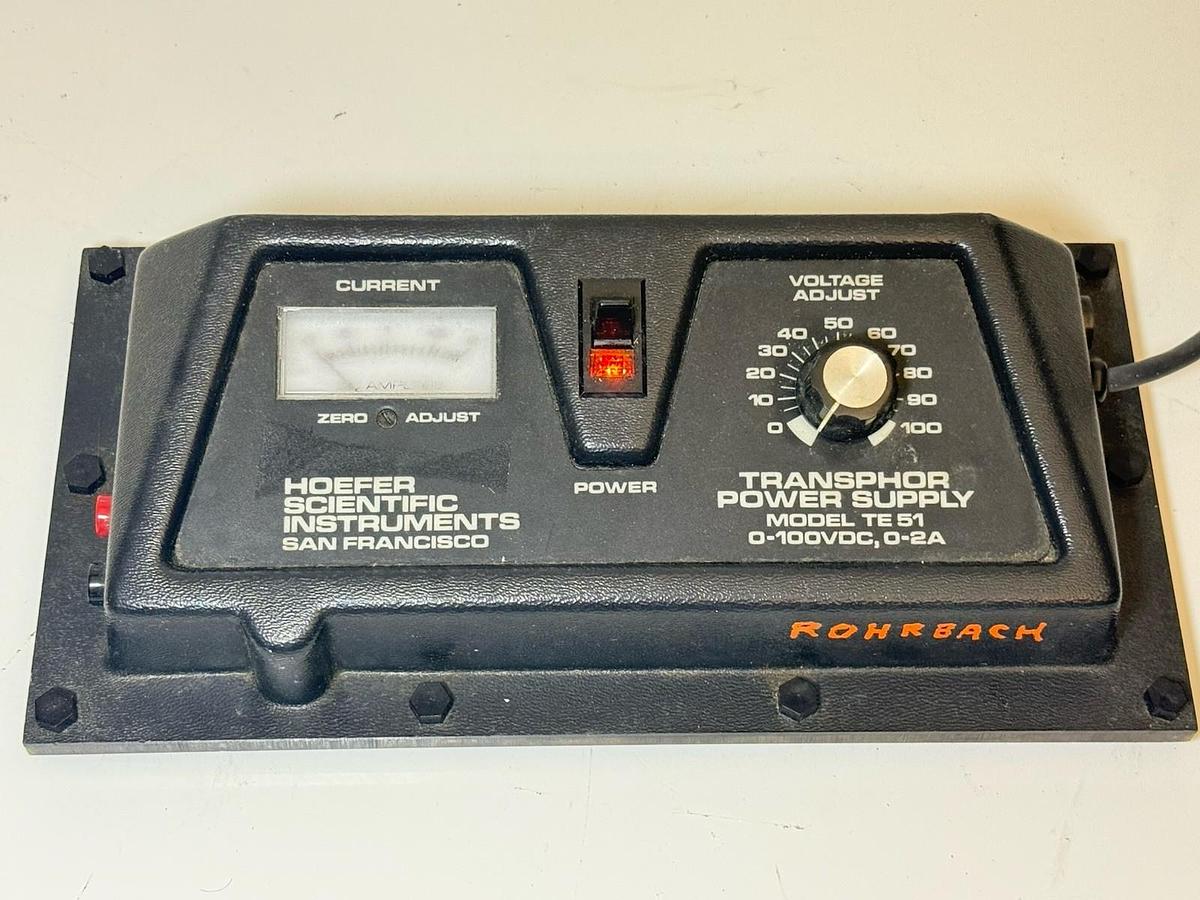 CURRENT
ZERO ADJUST
HOEFER
SCIENTIFIC
INSTRUMENTS
SAN FRANCISCO
POWER
VOLTAGE
ADJUST
0
10
20
30
40
50
60
70
80
90
100
TRANSPHOR
POWER SUPPLY
MODEL TE 51
0-100VDC, 0-2A
ROHRBACH